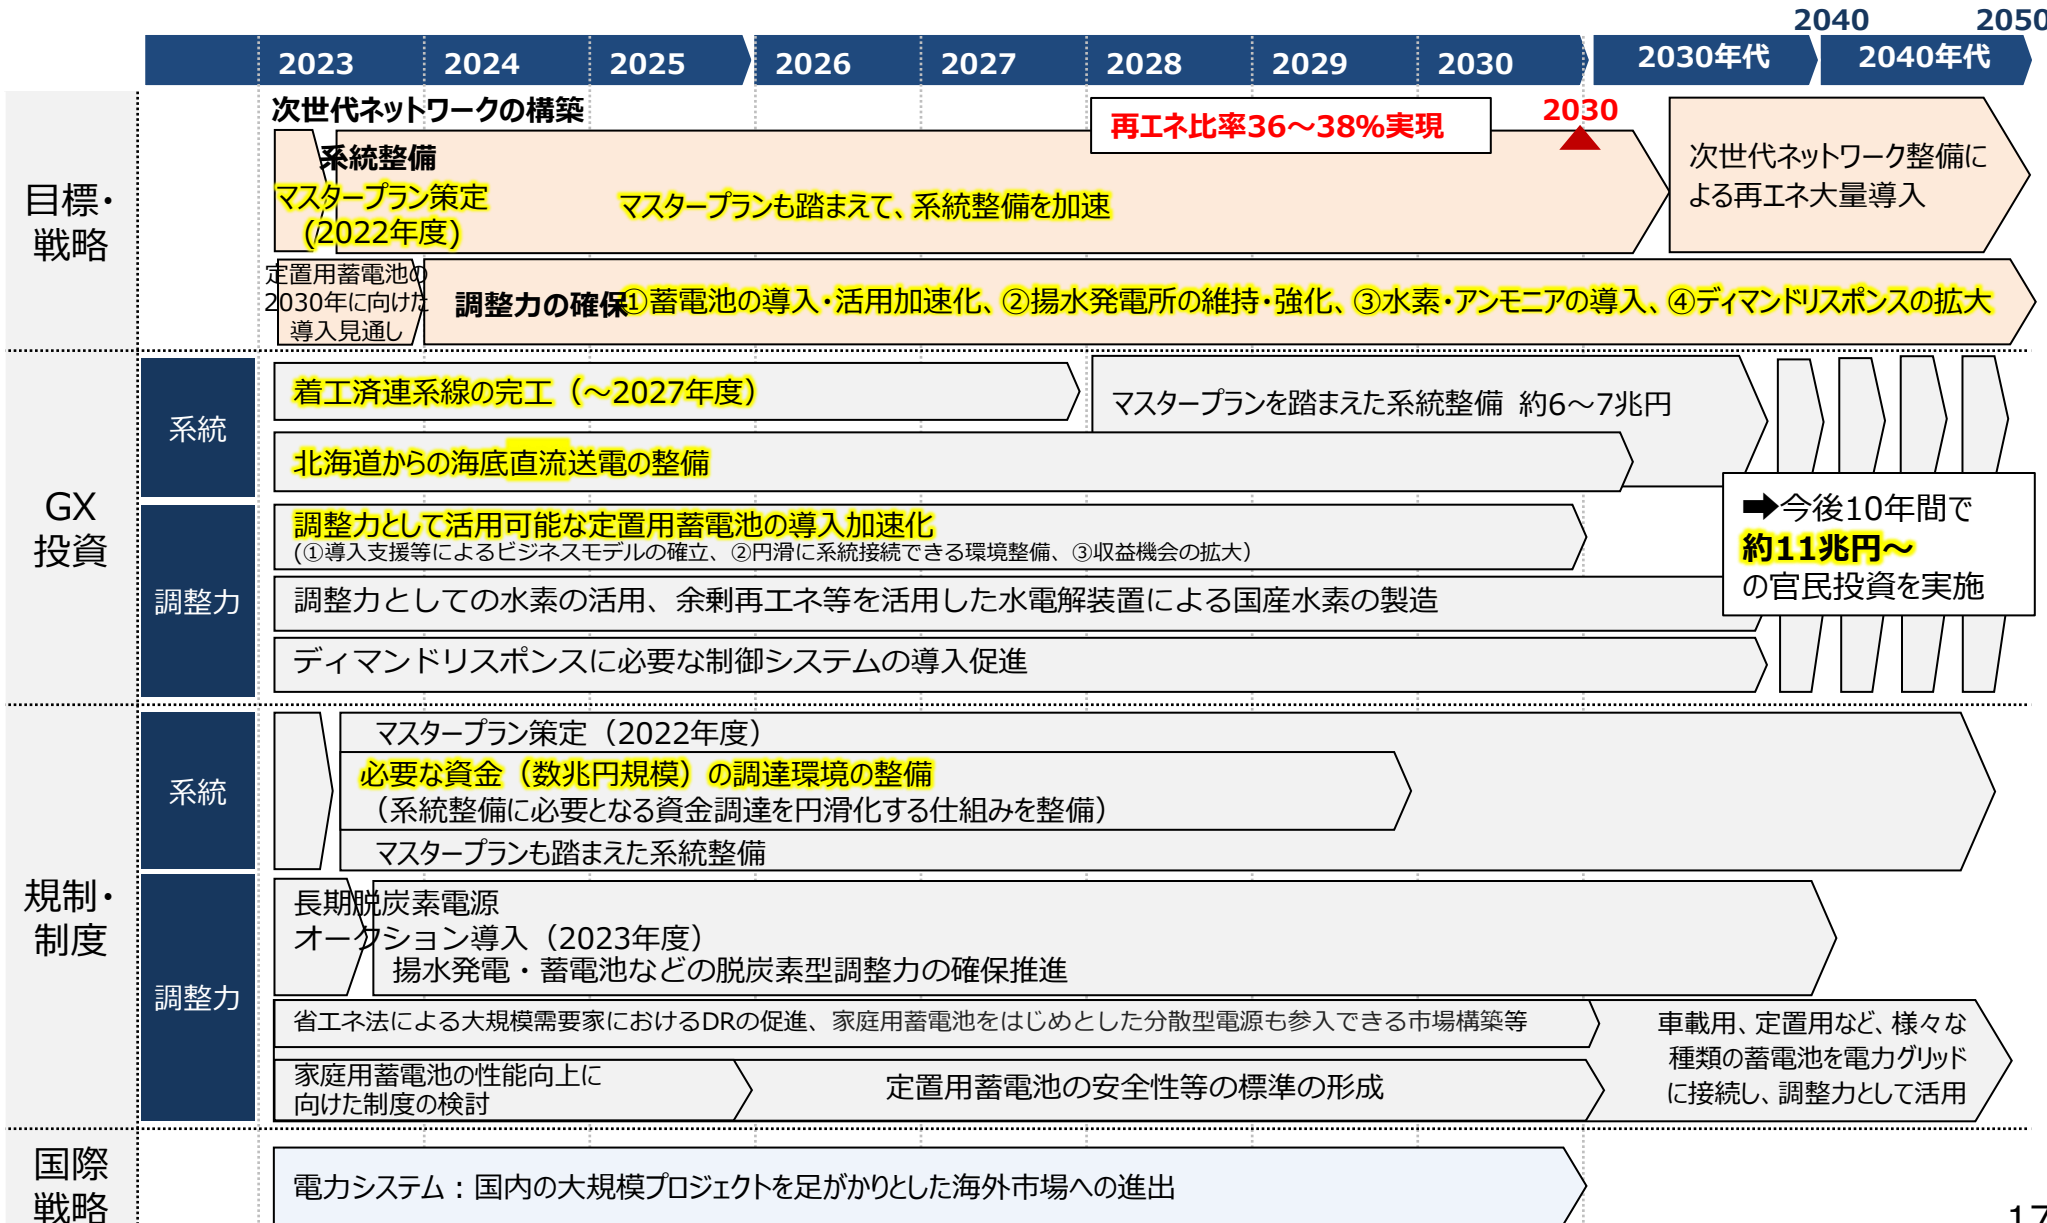 2040 2050
2023 2024 2025 2026 2027 2028 2029 2030 2030年代 2040年代
目標・
戦略
次世代ネットワークの構築
再エネ比率36～38%実現
2030
系統整備
マスタープラン策定
(2022年度)
マスタープランも踏まえて、系統整備を加速
次世代ネットワーク整備に
よる再エネ大量導入
定置用蓄電池の
2030年に向けた
導入見通し
調整力の確保
①蓄電池の導入・活用加速化、②揚水発電所の維持・強化、③水素・アンモニアの導入、④ディマンドリスポンスの拡大
GX
投資
系統
着工済連系線の完工（～2027年度）
マスタープランを踏まえた系統整備 約6～7兆円
北海道からの海底直流送電の整備
調整力
調整力として活用可能な定置用蓄電池の導入加速化
(①導入支援等によるビジネスモデルの確立、②円滑に系統接続できる環境整備、③収益機会の拡大)
調整力としての水素の活用、余剰再エネ等を活用した水電解装置による国産水素の製造
ディマンドリスポンスに必要な制御システムの導入促進
➡今後10年間で
約11兆円～
の官民投資を実施
規制・
制度
系統
マスタープラン策定（2022年度）
必要な資金（数兆円規模）の調達環境の整備
（系統整備に必要となる資金調達を円滑化する仕組みを整備）
マスタープランも踏まえた系統整備
調整力
長期脱炭素電源
オークション導入（2023年度）
揚水発電・蓄電池などの脱炭素型調整力の確保推進
省エネ法による大規模需要家におけるDRの促進、家庭用蓄電池をはじめとした分散型電源も参入できる市場構築等
家庭用蓄電池の性能向上に
向けた制度の検討
定置用蓄電池の安全性等の標準の形成
車載用、定置用など、様々な
種類の蓄電池を電力グリッド
に接続し、調整力として活用
国際
戦略
電力システム：国内の大規模プロジェクトを足がかりとした海外市場への進出
17